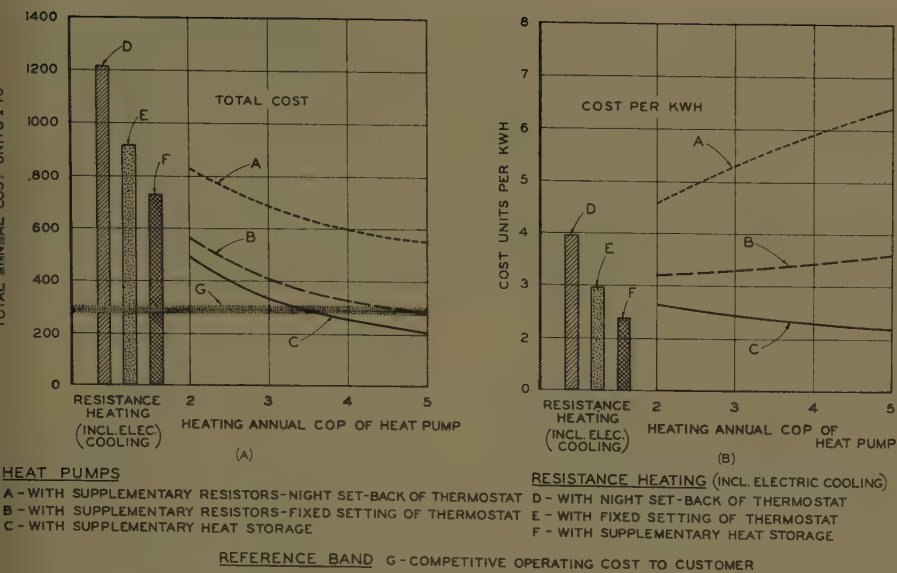 1400
1200
1000
.800
600
400
200
0
TOTAL ANNUAL COST
D
E
F
TOTAL COST
A
B
G
C
RESISTANCE HEATING (INCL. ELEC. COOLING)
2 3 4 5
HEATING ANNUAL COP OF HEAT PUMP
(A)
8
7
6
5
4
3
2
1
0
COST UNITS PER KWH
COST PER KWH
A
D
E
F
B
C
RESISTANCE HEATING (INCL. ELEC. COOLING)
2 3 4 5
HEATING ANNUAL COP OF HEAT PUMP
(B)
HEAT PUMPS
A - WITH SUPPLEMENTARY RESISTORS - NIGHT SET-BACK OF THERMOSTAT
B - WITH SUPPLEMENTARY RESISTORS - FIXED SETTING OF THERMOSTAT
C - WITH SUPPLEMENTARY HEAT STORAGE
RESISTANCE HEATING (INCL. ELECTRIC COOLING)
D - WITH NIGHT SET-BACK OF THERMOSTAT
E - WITH FIXED SETTING OF THERMOSTAT
F - WITH SUPPLEMENTARY HEAT STORAGE
REFERENCE BAND G - COMPETITIVE OPERATING COST TO CUSTOMER